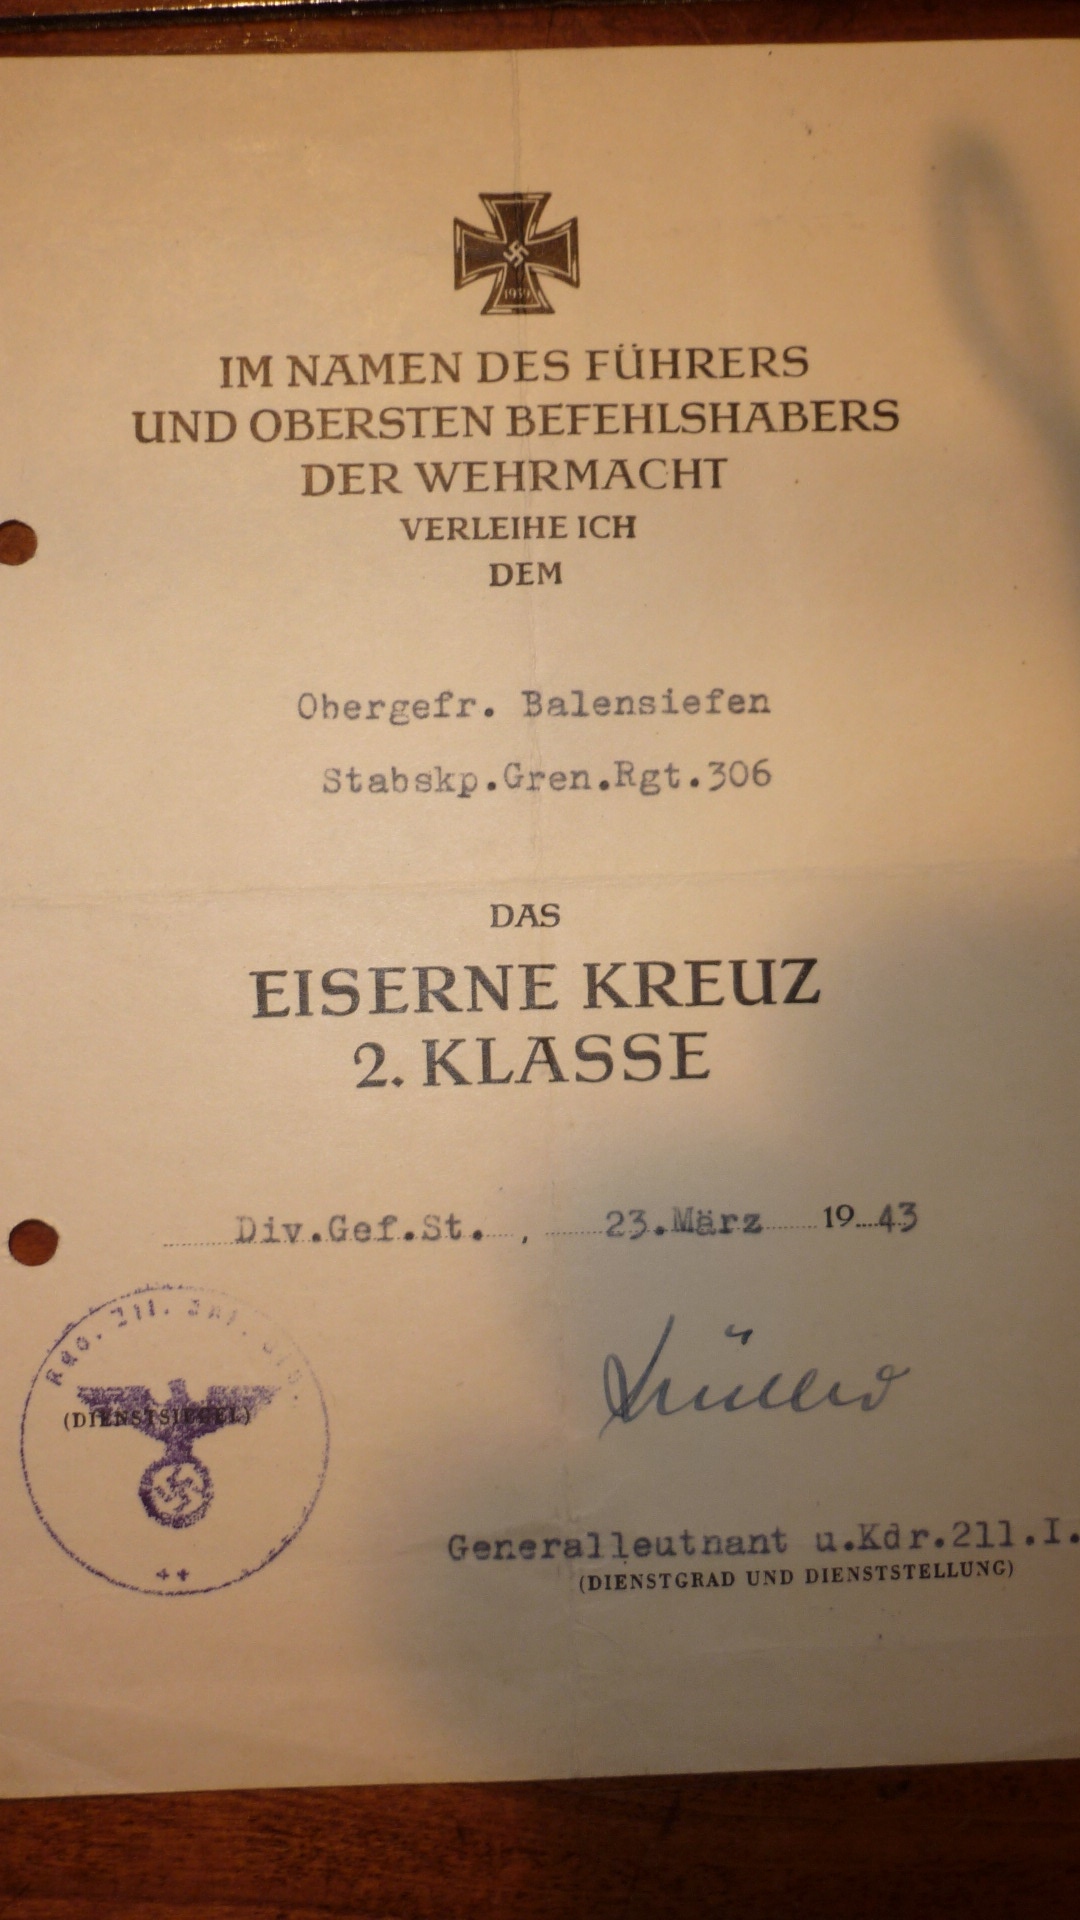 1939
IM NAMEN DES FÜHRERS
UND OBERSTEN BEFEHLSHABERS
DER WEHRMACHT
VERLEIHE ICH
DEM
Obergefr. Balensiefen
Stabskp.Gren.Rgt.306
DAS
EISERNE KREUZ
2. KLASSE
Div.Gef.St. , 23.März 19 43
211. Inf.
(DIENSTSIEGEL)
Generalleutnant u.Kdr.211.I.
(DIENSTGRAD UND DIENSTSTELLUNG)